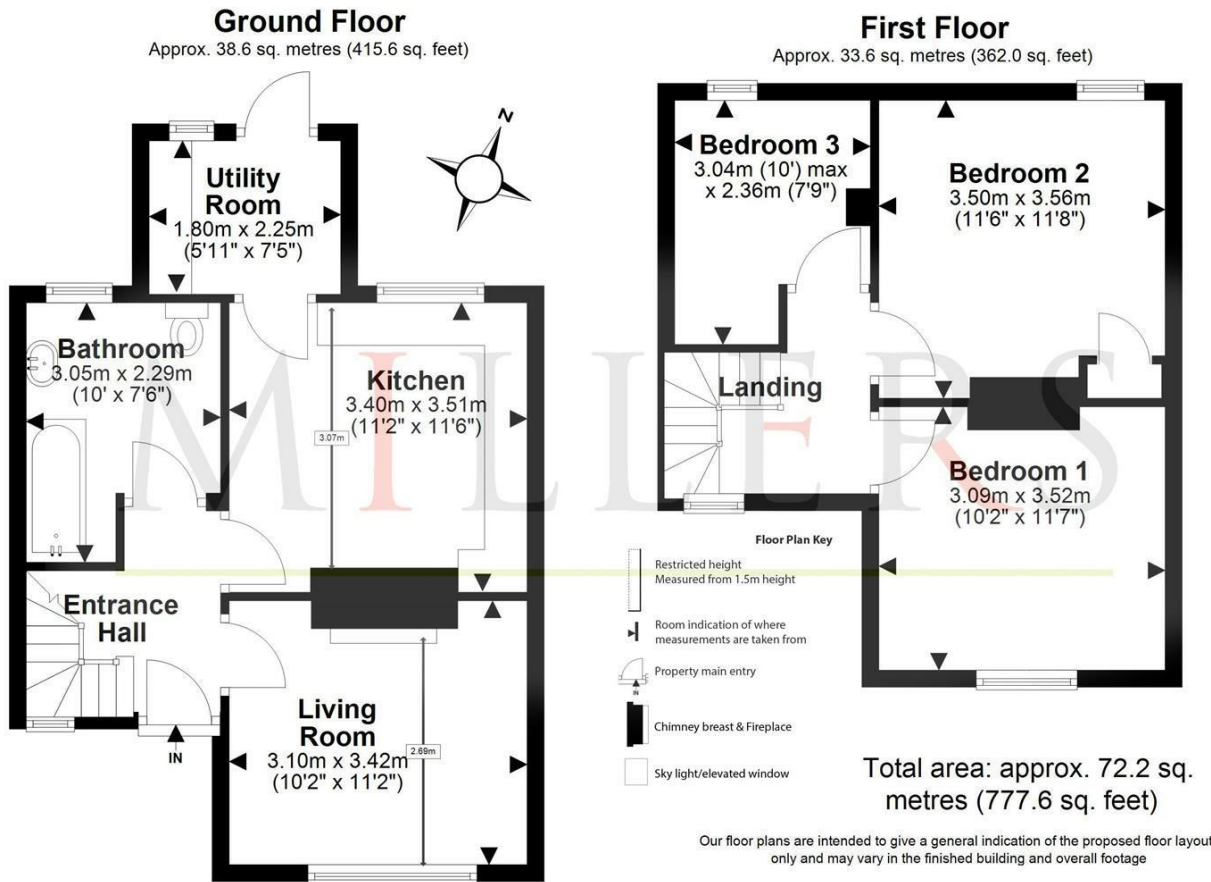 Ground Floor
Approx. 38.6 sq. metres (415.6 sq. feet)
N
Utility
Room
1.80m x 2.25m
(5'11" x 7'5")
Bathroom
3.05m x 2.29m
(10' x 7'6")
Kitchen
3.40m x 3.51m
(11'2" x 11'6")
3.07m
Entrance
Hall
Living
Room
3.10m x 3.42m
(10'2" x 11'2")
2.69m
IN
First Floor
Approx. 33.6 sq. metres (362.0 sq. feet)
Bedroom 3
3.04m (10') max
x 2.36m (7'9")
Bedroom 2
3.50m x 3.56m
(11'6" x 11'8")
Landing
Bedroom 1
3.09m x 3.52m
(10'2" x 11'7")
MILLERS
Floor Plan Key
Restricted height
Measured from 1.5m height
Room indication of where
measurements are taken from
Property main entry
IN
Chimney breast & Fireplace
Sky light/elevated window
Total area: approx. 72.2 sq.
metres (777.6 sq. feet)
Our floor plans are intended to give a general indication of the proposed floor layout
only and may vary in the finished building and overall footage